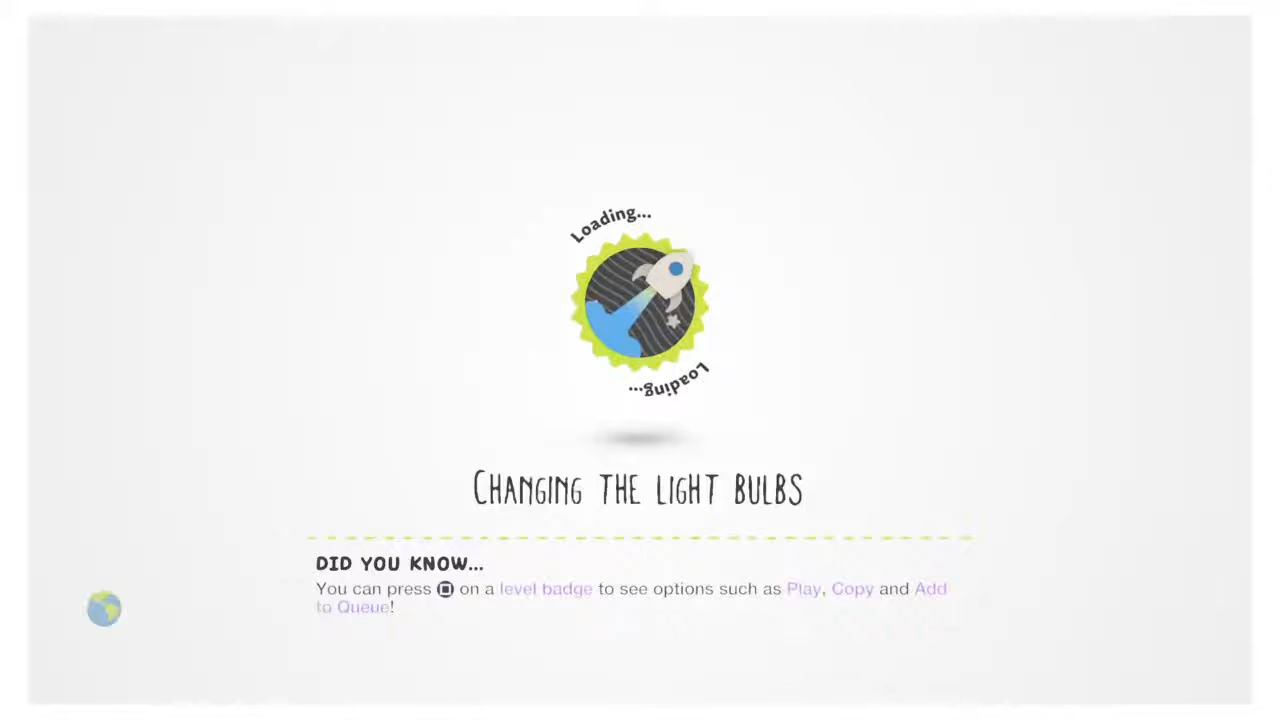 Loading...
Loading...
CHANGING THE LIGHT BULBS
DID YOU KNOW...
You can press on a level badge to see options such as Play, Copy and Add
to Queue!